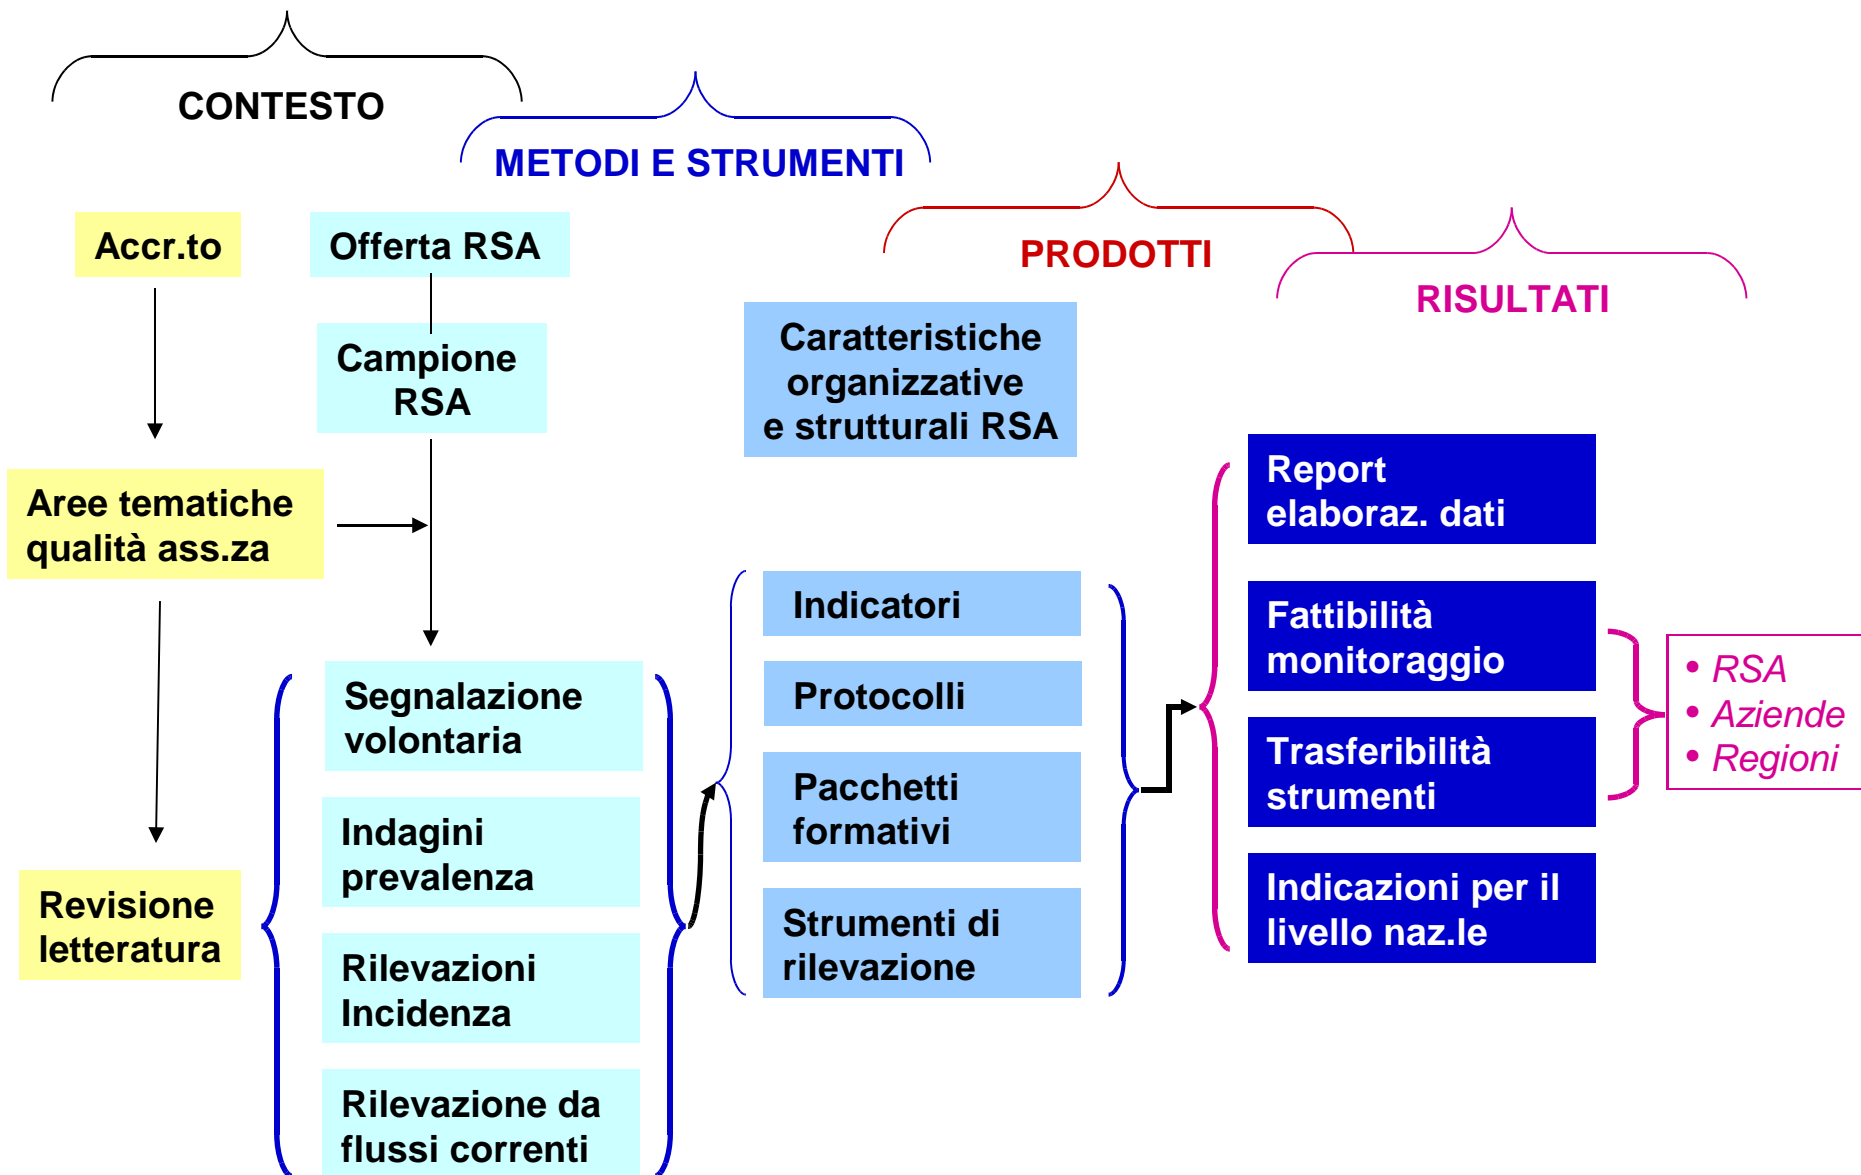 CONTESTO
METODI E STRUMENTI
PRODOTTI
RISULTATI
Accr.to
Aree tematiche
qualità ass.za
Revisione
letteratura
Offerta RSA
Campione
RSA
Segnalazione
volontaria
Indagini
prevalenza
Rilevazioni
Incidenza
Rilevazione da
flussi correnti
Caratteristiche
organizzative
e strutturali RSA
Indicatori
Protocolli
Pacchetti
formativi
Strumenti di
rilevazione
Report
elaboraz. dati
Fattibilità
monitoraggio
Trasferibilità
strumenti
Indicazioni per il
livello naz.le
• RSA
• Aziende
• Regioni